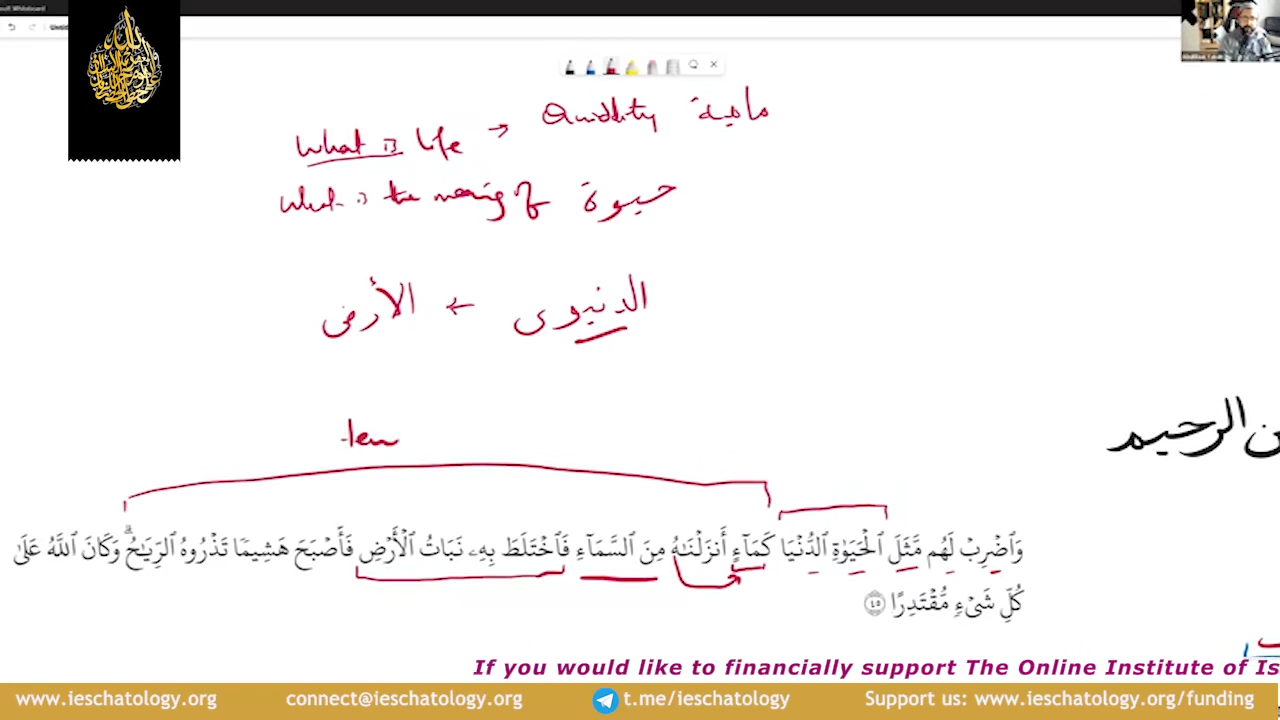 What is life → Quiddity ماهية
What is the meaning of حيوة
الدنيوى ← الأرض
ن الرحيم
وَٱضْرِبْ لَهُم مَّثَلَ ٱلْحَيَوٰةِ ٱلدُّنْيَا كَمَآءٍ أَنزَلْنَٰهُ مِنَ ٱلسَّمَآءِ فَٱخْتَلَطَ بِهِۦ نَبَاتُ ٱلْأَرْضِ فَأَصْبَحَ هَشِيمًا تَذْرُوهُ ٱلرِّيَٰحُ ۗ وَكَانَ ٱللَّهُ عَلَىٰ
كُلِّ شَىْءٍ مُّقْتَدِرًا ٤٥
If you would like to financially support The Online Institute of Is
www.ieschatology.org connect@ieschatology.org t.me/ieschatology Support us: www.ieschatology.org/funding